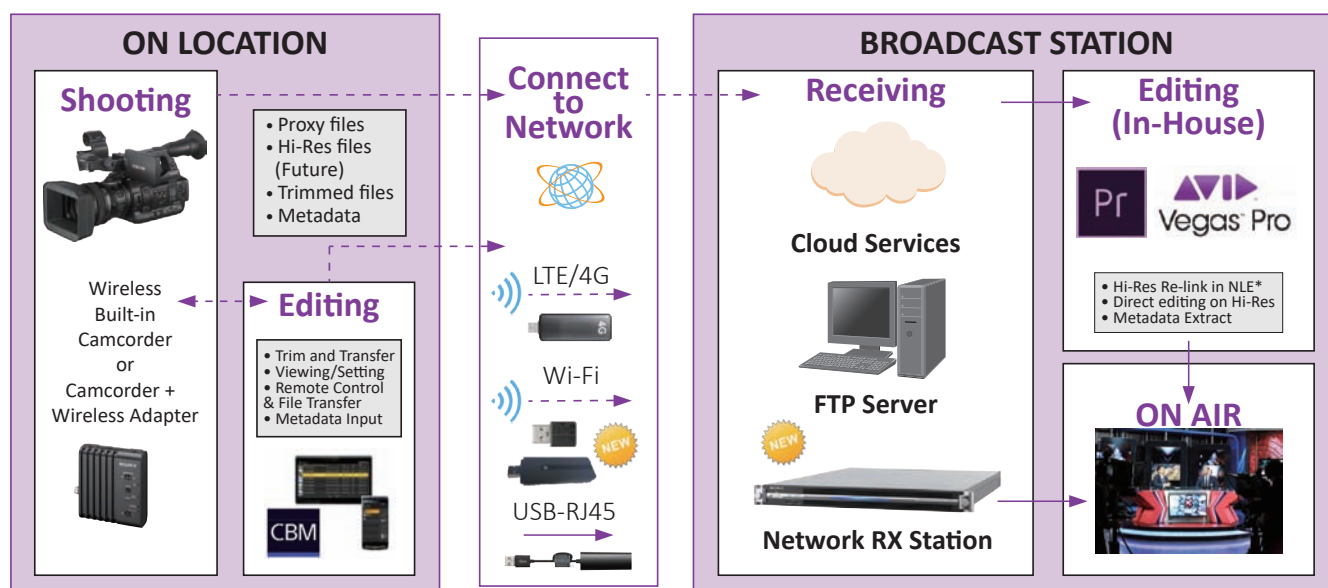 ON LOCATION
Shooting
• Proxy files
• Hi-Res files
(Future)
• Trimmed files
• Metadata
Wireless
Built-in
Camcorder
or
Camcorder +
Wireless Adapter
Editing
• Trim and Transfer
• Viewing/Setting
• Remote Control
& File Transfer
• Metadata Input
CBM
Connect
to
Network
LTE/4G
4G
Wi-Fi
NEW
USB-RJ45
BROADCAST STATION
Receiving
Cloud Services
FTP Server
NEW
Network RX Station
Editing
(In-House)
Pr
AVID
Vegas™ Pro
• Hi-Res Re-link in NLE*
• Direct editing on Hi-Res
• Metadata Extract
ON AIR